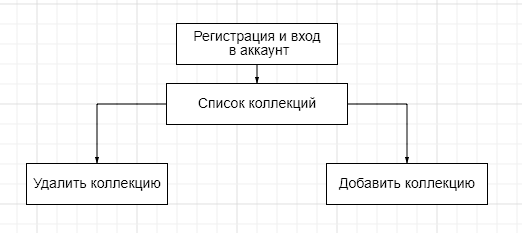 Регистрация и вход
в аккаунт
Список коллекций
Удалить коллекцию
Добавить коллекцию